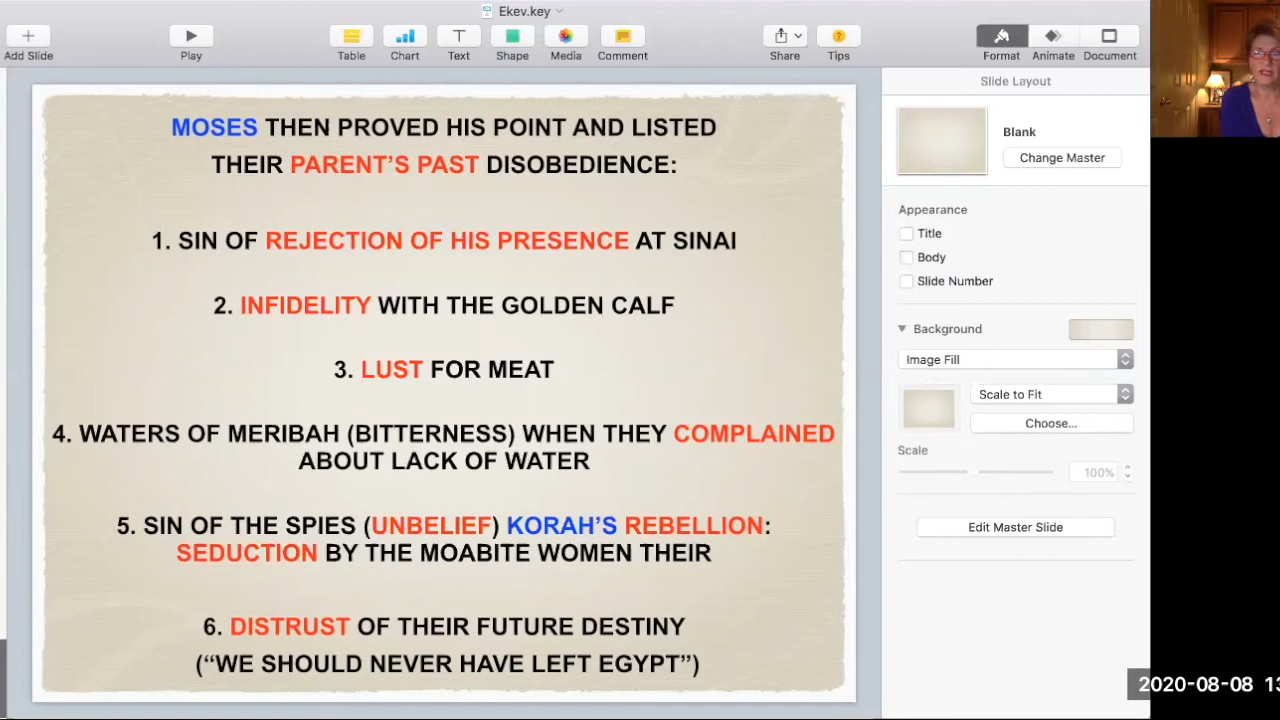 Ekev.key
Add Slide
Play
Table
Chart
Text
Shape
Media
Comment
Share
Tips
Format
Animate
Document
MOSES THEN PROVED HIS POINT AND LISTED
THEIR PARENT'S PAST DISOBEDIENCE:
1. SIN OF REJECTION OF HIS PRESENCE AT SINAI
2. INFIDELITY WITH THE GOLDEN CALF
3. LUST FOR MEAT
4. WATERS OF MERIBAH (BITTERNESS) WHEN THEY COMPLAINED
ABOUT LACK OF WATER
5. SIN OF THE SPIES (UNBELIEF) KORAH'S REBELLION:
SEDUCTION BY THE MOABITE WOMEN THEIR
6. DISTRUST OF THEIR FUTURE DESTINY
(“WE SHOULD NEVER HAVE LEFT EGYPT”)
Slide Layout
Blank
Change Master
Appearance
Title
Body
Slide Number
Background
Image Fill
Scale to Fit
Choose...
Scale
100%
Edit Master Slide
2020-08-08 13